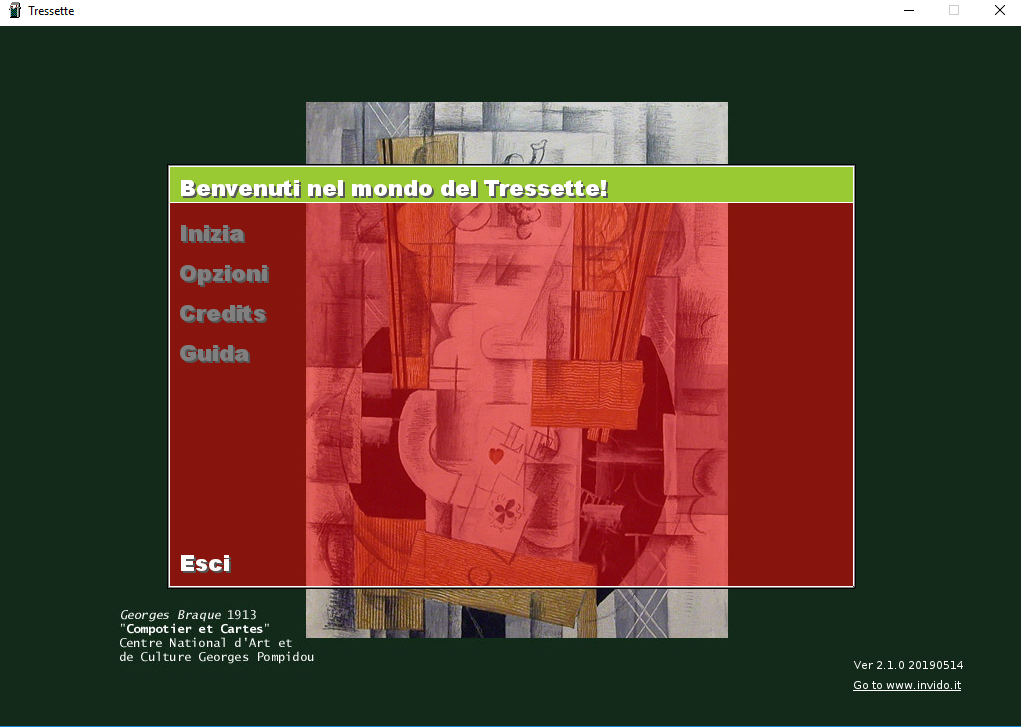 Tressette
Benvenuti nel mondo del Tressette!
Inizia
Opzioni
Credits
Guida
Esci
Georges Braque 1913
"Compotier et Cartes"
Centre National d'Art et
de Culture Georges Pompidou
Ver 2.1.0 20190514
Go to www.invido.it